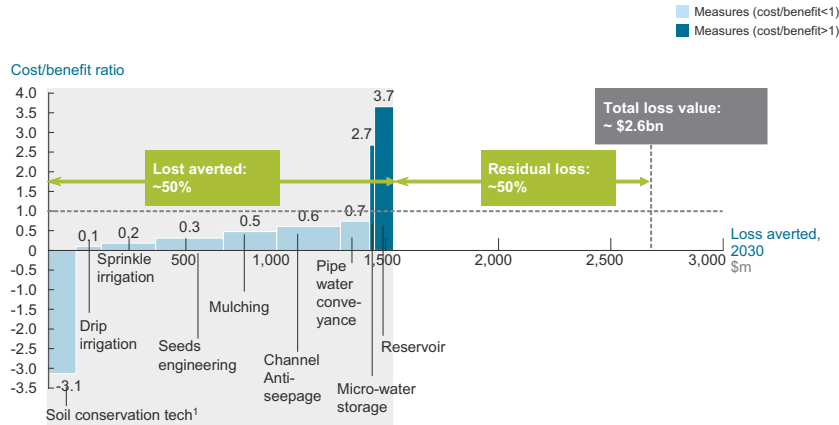 Measures (cost/benefit<1)
Measures (cost/benefit>1)
Cost/benefit ratio
4.0
3.5
3.0
2.5
2.0
1.5
1.0
0.5
0
-0.5
-1.0
-1.5
-2.0
-2.5
-3.0
-3.5
3.7
2.7
Total loss value:
~ $2.6bn
Lost averted:
~50%
Residual loss:
~50%
0.1
0.2
0.3
0.5
0.6
0.7
-3.1
500
1,000
1,500
2,000
2,500
3,000
Loss averted,
2030
$m
Sprinkle
irrigation
Pipe
water
conve-
yance
Mulching
Drip
irrigation
Seeds
engineering
Channel
Anti-
seepage
Reservoir
Micro-water
storage
Soil conservation tech1